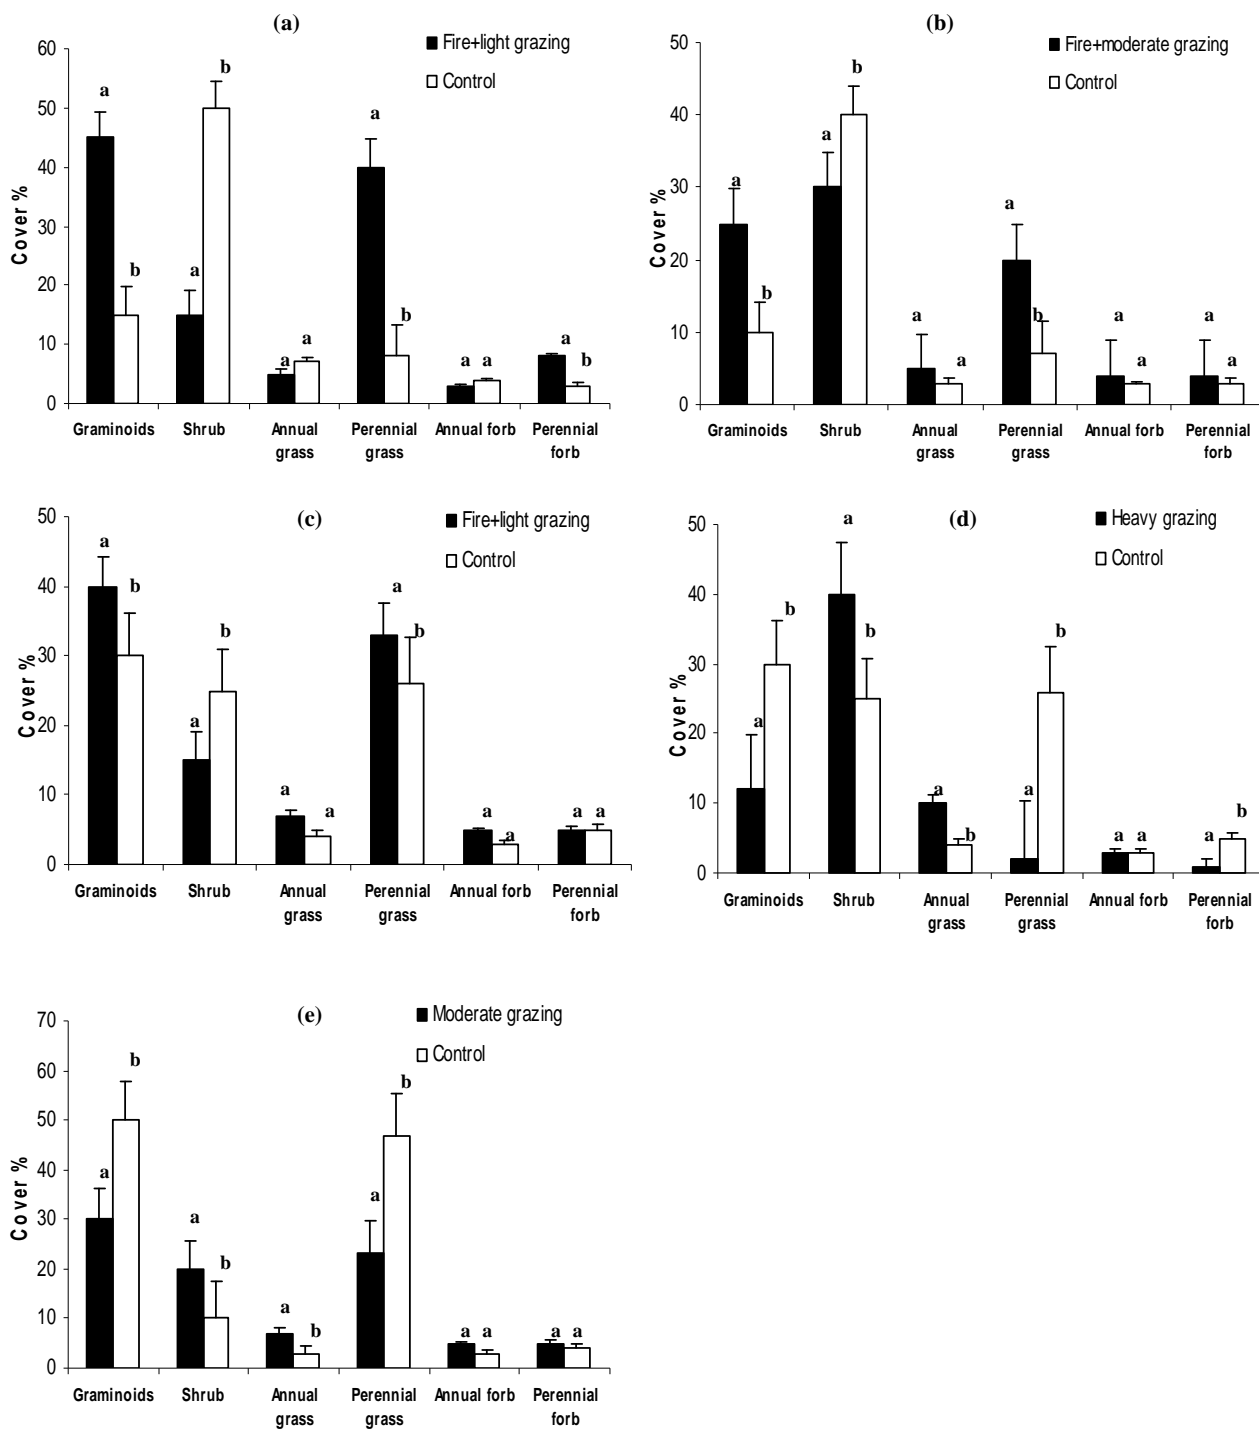 (a)
Fire+light grazing
Control
60
50
40
30
20
10
0
Cover %
a
b
a
b
a
a
a
b
a
a
a
b
Graminoids
Shrub
Annual grass
Perennial grass
Annual forb
Perennial forb
(b)
Fire+moderate grazing
Control
50
40
30
20
10
0
Cover %
a
b
a
b
a
a
a
b
a
a
a
a
Graminoids
Shrub
Annual grass
Perennial grass
Annual forb
Perennial forb
(c)
Fire+light grazing
Control
50
40
30
20
10
0
Cover %
a
b
a
b
a
a
a
b
a
a
a
a
Graminoids
Shrub
Annual grass
Perennial grass
Annual forb
Perennial forb
(d)
Heavy grazing
Control
50
40
30
20
10
0
Cover %
a
b
a
b
a
b
a
b
a
a
a
b
Graminoids
Shrub
Annual grass
Perennial grass
Annual forb
Perennial forb
(e)
Moderate grazing
Control
70
60
50
40
30
20
10
0
Cover %
a
b
a
b
a
b
a
b
a
a
a
a
Graminoids
Shrub
Annual grass
Perennial grass
Annual forb
Perennial forb